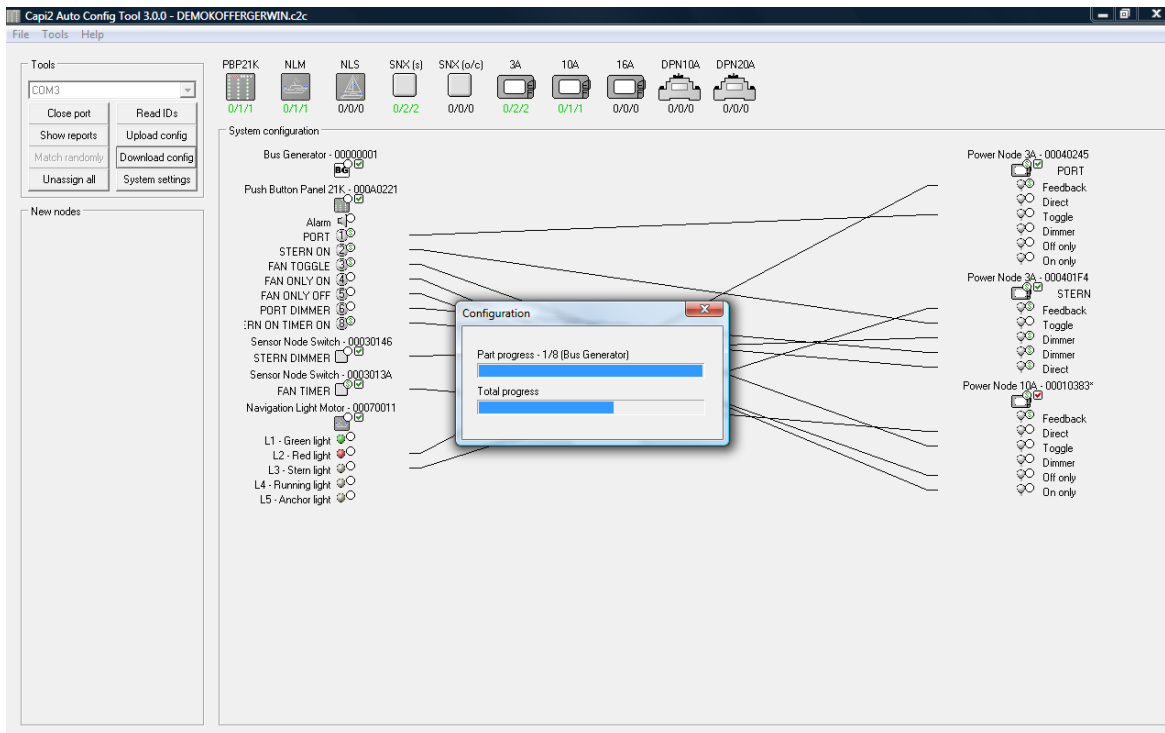 Capi2 Auto Config Tool 3.0.0 - DEMOKOFFERGERWIN.c2c
File Tools Help
Tools
COM3
Close port Read IDs
Show reports Upload config
Match randomly Download config
Unassign all System settings
New nodes
PBP21K NLM NLS SNX (s) SNX (o/c) 3A 10A 16A DPN10A DPN20A
0/1/1 0/1/1 0/0/0 0/2/2 0/0/0 0/2/2 0/1/1 0/0/0 0/0/0 0/0/0
System configuration
Bus Generator - 00000001
BG
Push Button Panel 21K - 000A0221
Alarm
PORT 1
STERN ON 2
FAN TOGGLE 3
FAN ONLY ON 4
FAN ONLY OFF 5
PORT DIMMER 6
:RN ON TIMER ON 8
Sensor Node Switch - 00030146
STERN DIMMER
Sensor Node Switch - 0003013A
FAN TIMER
Navigation Light Motor - 00070011
L1 - Green light
L2 - Red light
L3 - Stern light
L4 - Running light
L5 - Anchor light
Configuration
Part progress - 1/8 (Bus Generator)
Total progress
Power Node 3A - 00040245
PORT
Feedback
Direct
Toggle
Dimmer
Off only
On only
Power Node 3A - 000401F4
STERN
Feedback
Toggle
Dimmer
Dimmer
Direct
Power Node 10A - 00010383*
Feedback
Direct
Toggle
Dimmer
Off only
On only